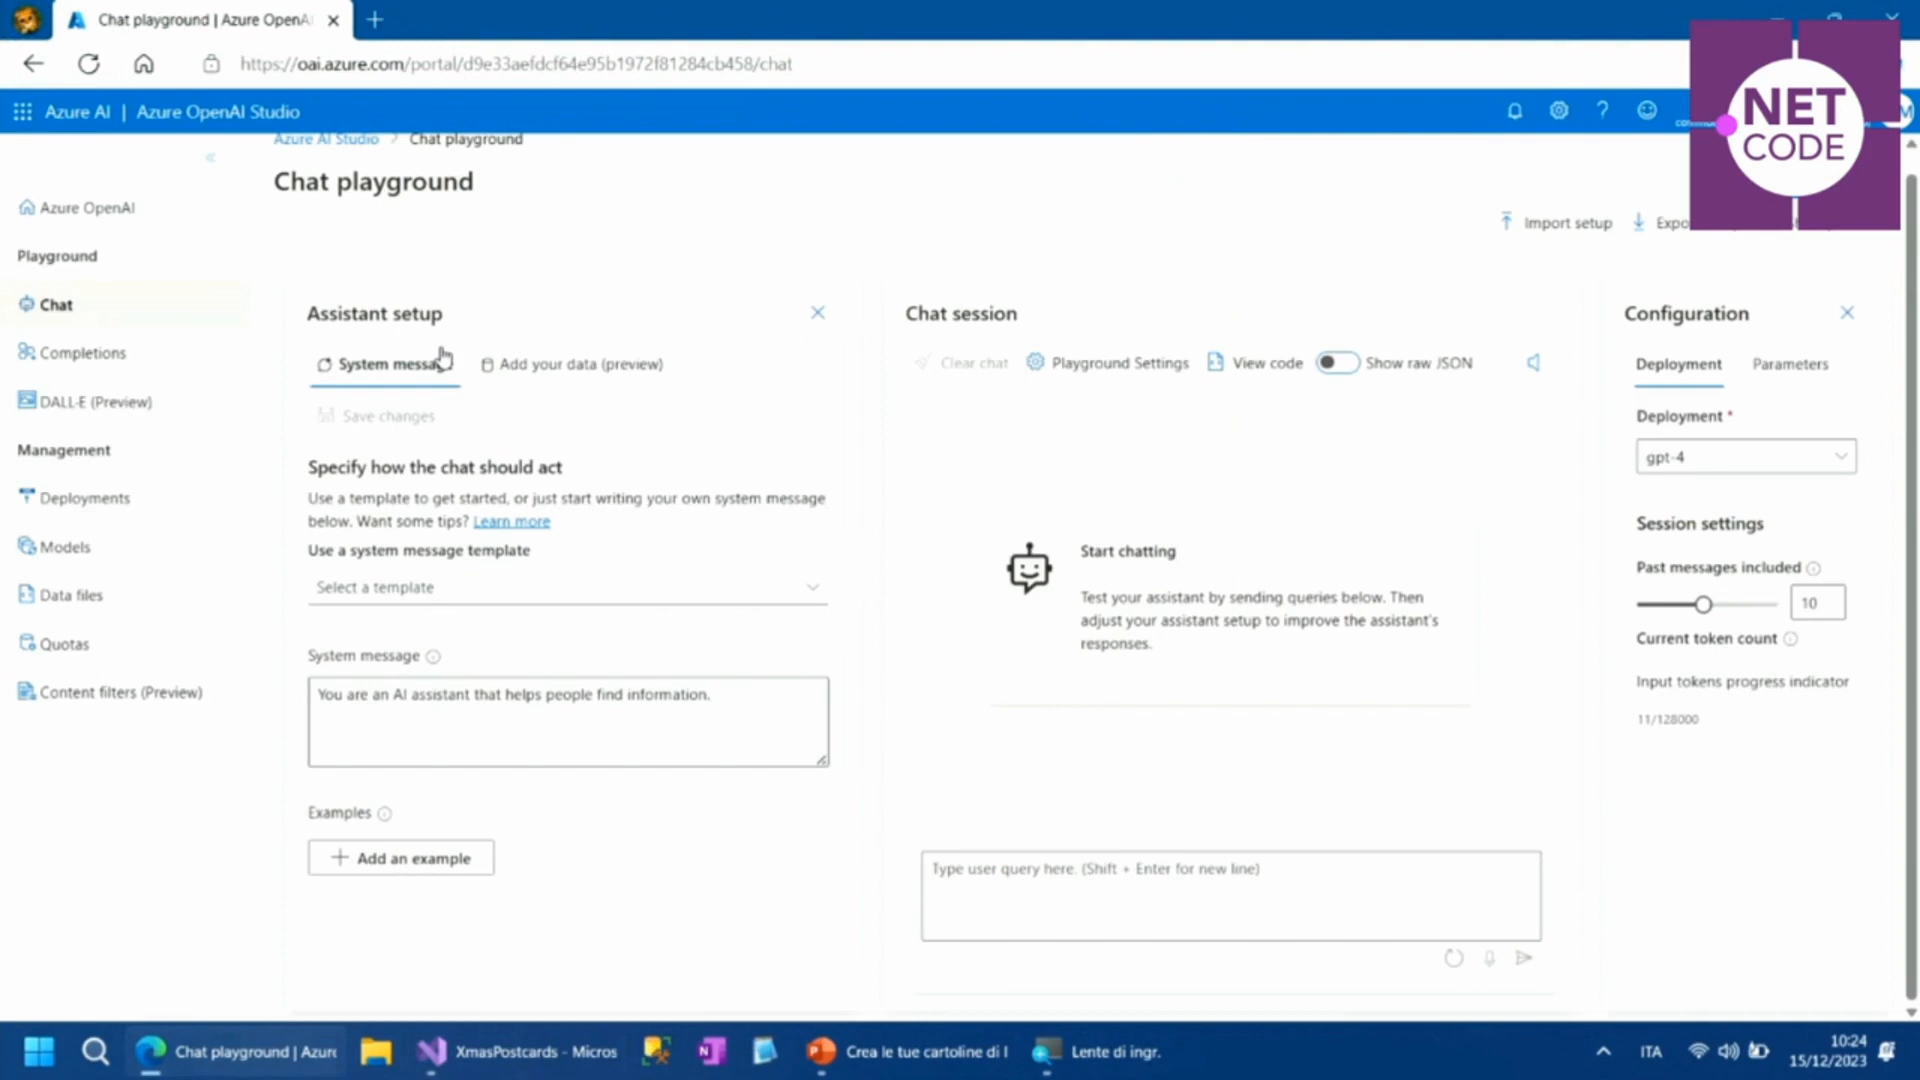 Chat playground | Azure OpenAI
https://oai.azure.com/portal/d9e33aefdcf64e95b1972f81284cb458/chat
Azure AI | Azure OpenAI Studio
NET
CODE
Azure AI Studio
Chat playground
Chat playground
Azure OpenAI
Import setup
Expo
Playground
Chat
Completions
DALL-E (Preview)
Management
Deployments
Models
Data files
Quotas
Content filters (Preview)
Assistant setup
System message
Add your data (preview)
Save changes
Specify how the chat should act
Use a template to get started, or just start writing your own system message
below. Want some tips? Learn more
Use a system message template
Select a template
System message
You are an AI assistant that helps people find information.
Examples
Add an example
Chat session
Clear chat
Playground Settings
View code
Show raw JSON
Start chatting
Test your assistant by sending queries below. Then
adjust your assistant setup to improve the assistant's
responses.
Type user query here. (Shift + Enter for new line)
Configuration
Deployment
Parameters
Deployment *
gpt-4
Session settings
Past messages included
10
Current token count
Input tokens progress indicator
11/128000
Chat playground | Azure
XmasPostcards - Micros
Crea le tue cartoline di l
Lente di ingr.
ITA
10:24
15/12/2023